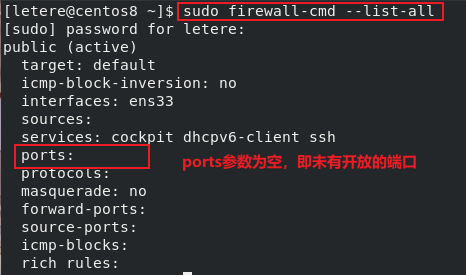 [letere@centos8 ~]$ sudo firewall-cmd --list-all
[sudo] password for letere:
public (active)
target: default
icmp-block-inversion: no
interfaces: ens33
sources:
services: cockpit dhcpv6-client ssh
ports:
ports参数为空，即未有开放的端口
protocols:
masquerade: no
forward-ports:
source-ports:
icmp-blocks:
rich rules: